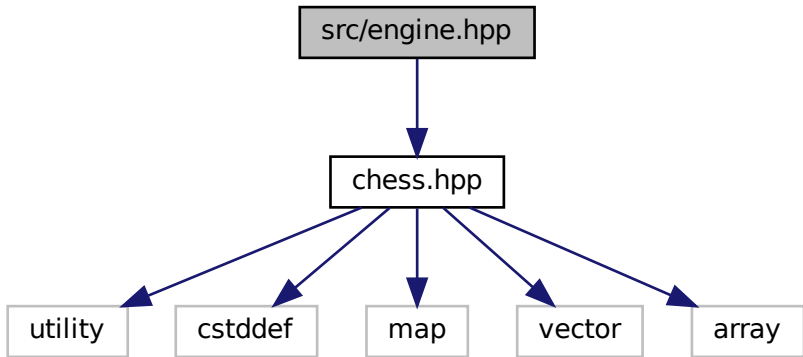 src/engine.hpp
chess.hpp
utility
cstddef
map
vector
array